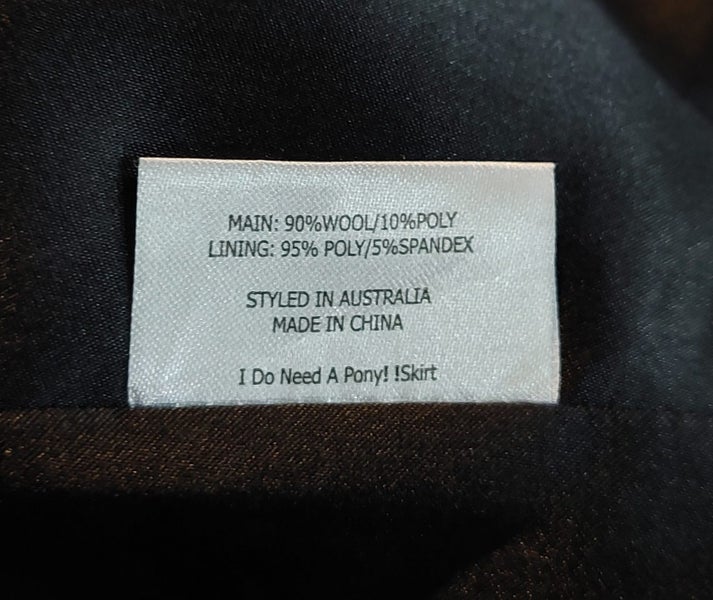 MAIN: 90%WOOL/10%POLY
LINING: 95% POLY/5%SPANDEX
STYLED IN AUSTRALIA
MADE IN CHINA
I Do Need A Pony! !Skirt